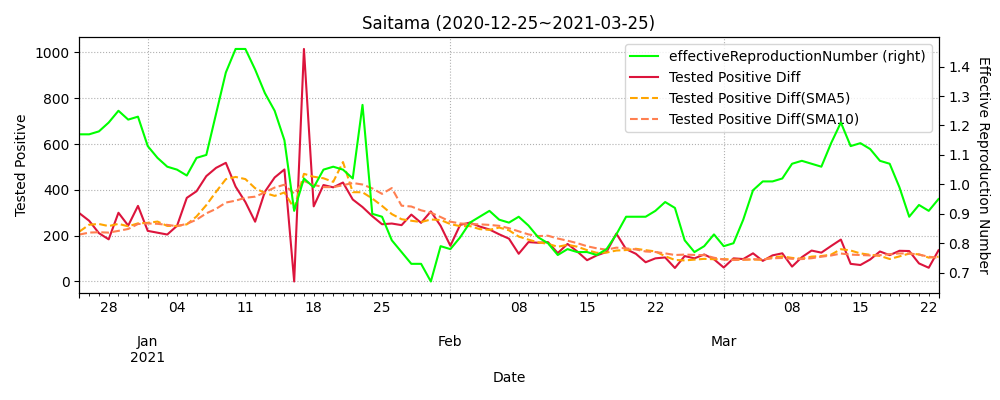 Saitama (2020-12-25~2021-03-25)
effectiveReproductionNumber (right)
Tested Positive Diff
Tested Positive Diff(SMA5)
Tested Positive Diff(SMA10)
Tested Positive
1000
800
600
400
200
0
1.4
1.3
1.2
1.1
1.0
0.9
0.8
0.7
Effective Reproduction Number
28 04 11 18 25 08 15 22 08 15 22
Jan Feb Mar
2021
Date